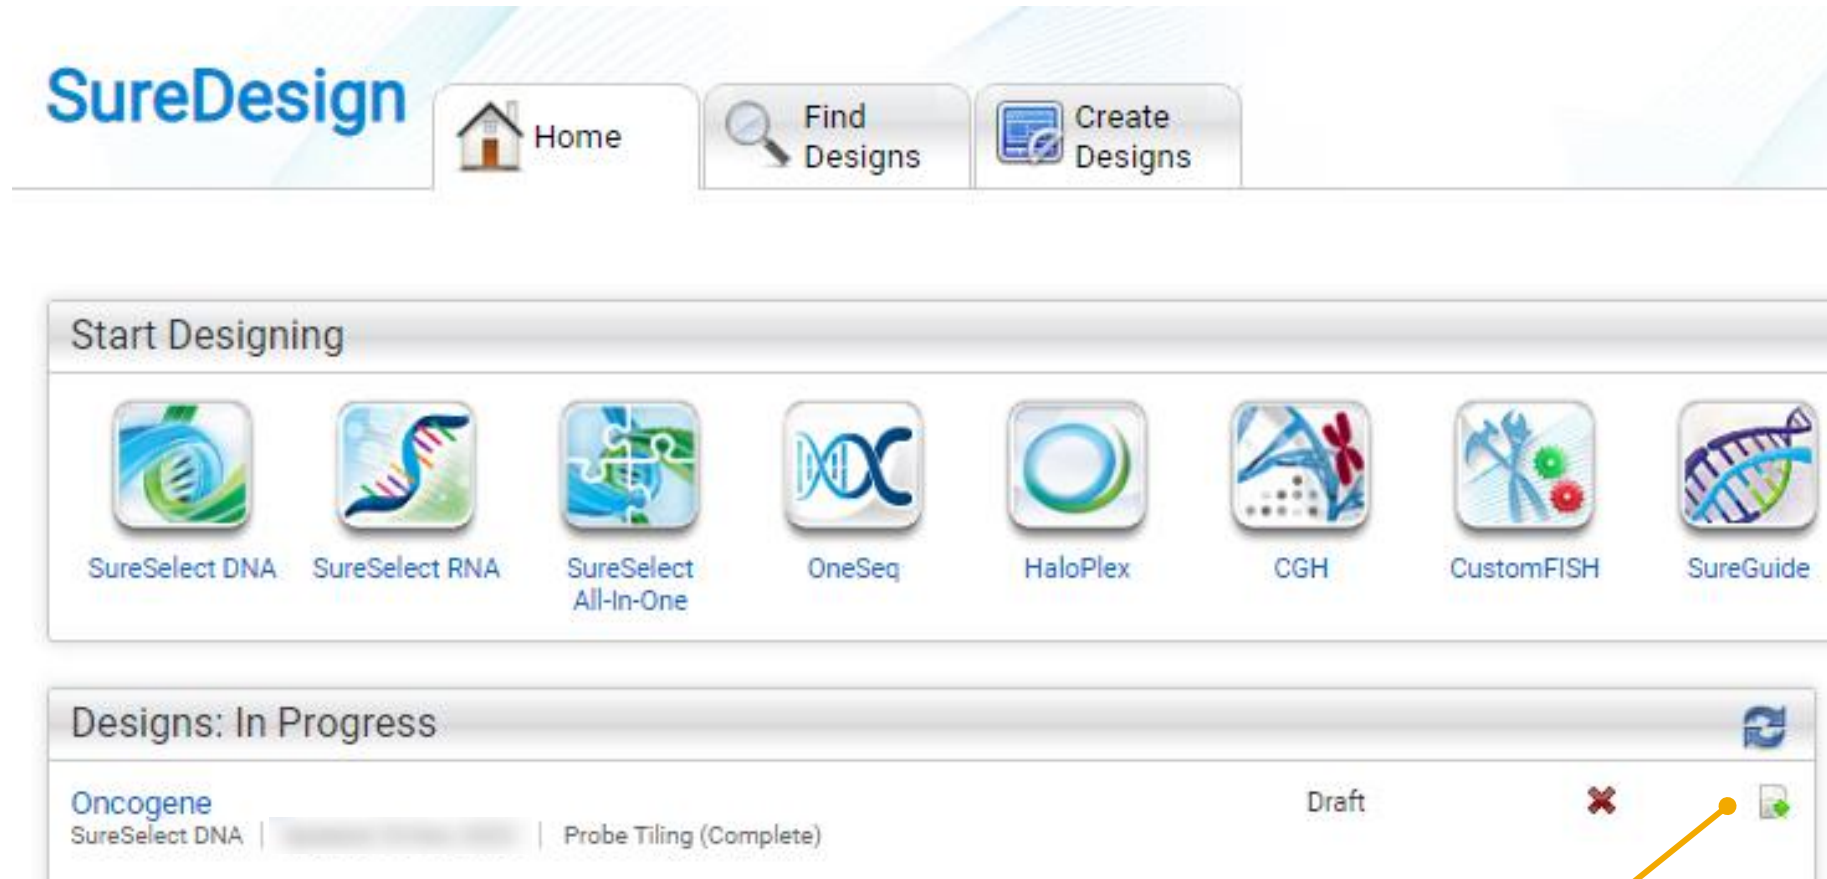 SureDesign
Home
Find
Designs
Create
Designs
Start Designing
SureSelect DNA
SureSelect RNA
SureSelect
All-In-One
OneSeq
HaloPlex
CGH
CustomFISH
SureGuide
Designs: In Progress
Oncogene
Draft
SureSelect DNA
Probe Tiling (Complete)